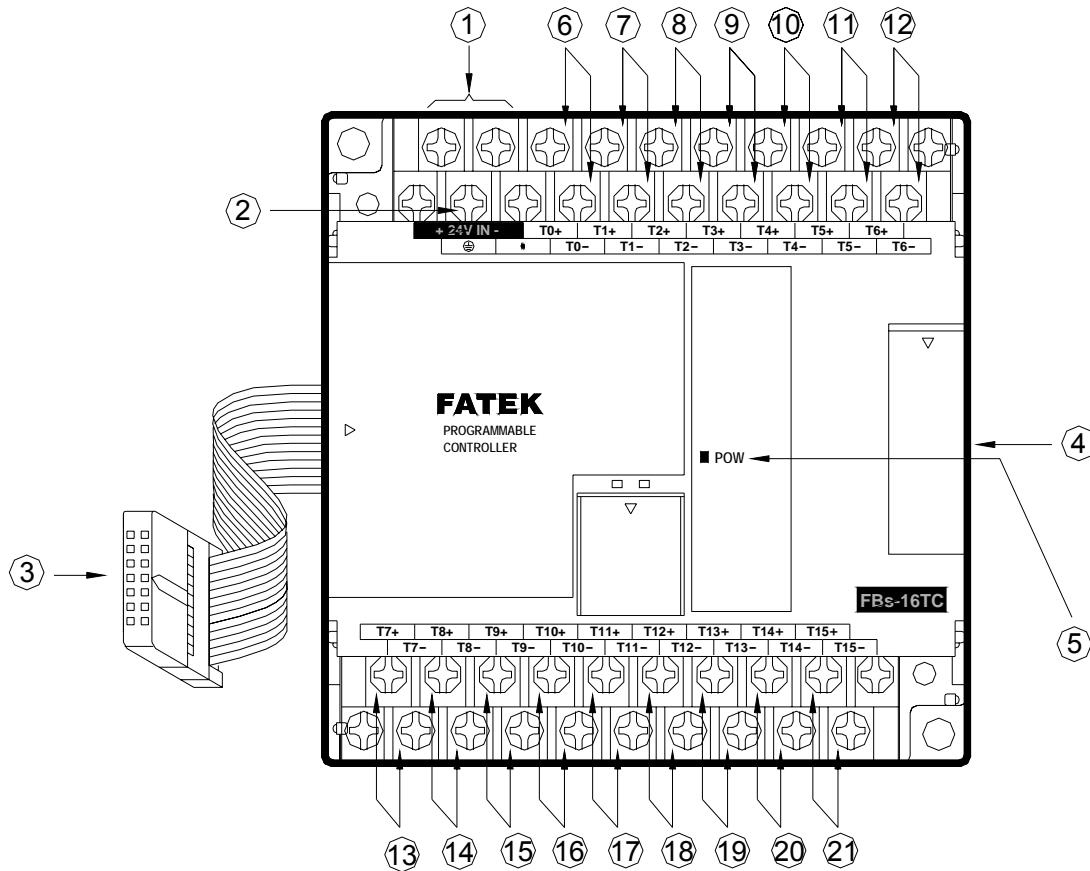 1 6 7 8 9 10 11 12
2
+ 24V IN - T0+ T1+ T2+ T3+ T4+ T5+ T6+
T0− T1− T2− T3− T4− T5− T6−
FATEK
PROGRAMMABLE
CONTROLLER
POW
4
3
FBs-16TC
5
T7+ T8+ T9+ T10+ T11+ T12+ T13+ T14+ T15+
T7− T8− T9− T10− T11− T12− T13− T14− T15−
13 14 15 16 17 18 19 20 21